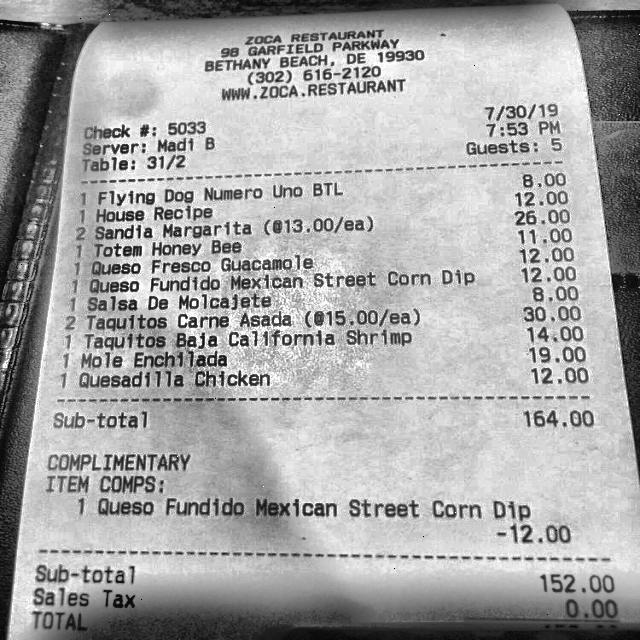 ZOCA RESTAURANT
98 GARFIELD PARKWAY
BETHANY BEACH, DE 19930
(302) 616-2120
WWW.ZOCA.RESTAURANT
Check #: 5033 7/30/19
Server: Madi B 7:53 PM
Table: 31/2 Guests: 5
1 Flying Dog Numero Uno BTL 8.00
1 House Recipe 12.00
2 Sandia Margarita (@13.00/ea) 26.00
1 Totem Honey Bee 11.00
1 Queso Fresco Guacamole 12.00
1 Queso Fundido Mexican Street Corn Dip 12.00
1 Salsa De Molcajete 8.00
2 Taquitos Carne Asada (@15.00/ea) 30.00
1 Taquitos Baja California Shrimp 14.00
1 Mole Enchilada 19.00
1 Quesadilla Chicken 12.00
Sub-total 164.00
COMPLIMENTARY
ITEM COMPS:
1 Queso Fundido Mexican Street Corn Dip
-12.00
Sub-total 152.00
Sales Tax 0.00
TOTAL